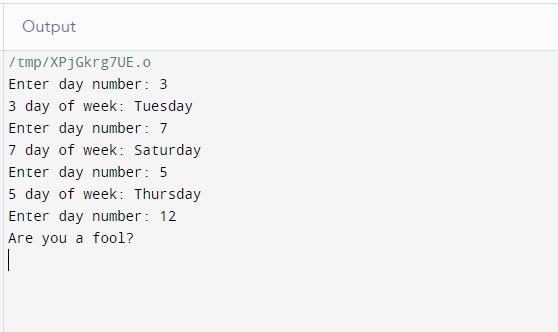 Output
/tmp/XPjGkrg7UE.o
Enter day number: 3
3 day of week: Tuesday
Enter day number: 7
7 day of week: Saturday
Enter day number: 5
5 day of week: Thursday
Enter day number: 12
Are you a fool?